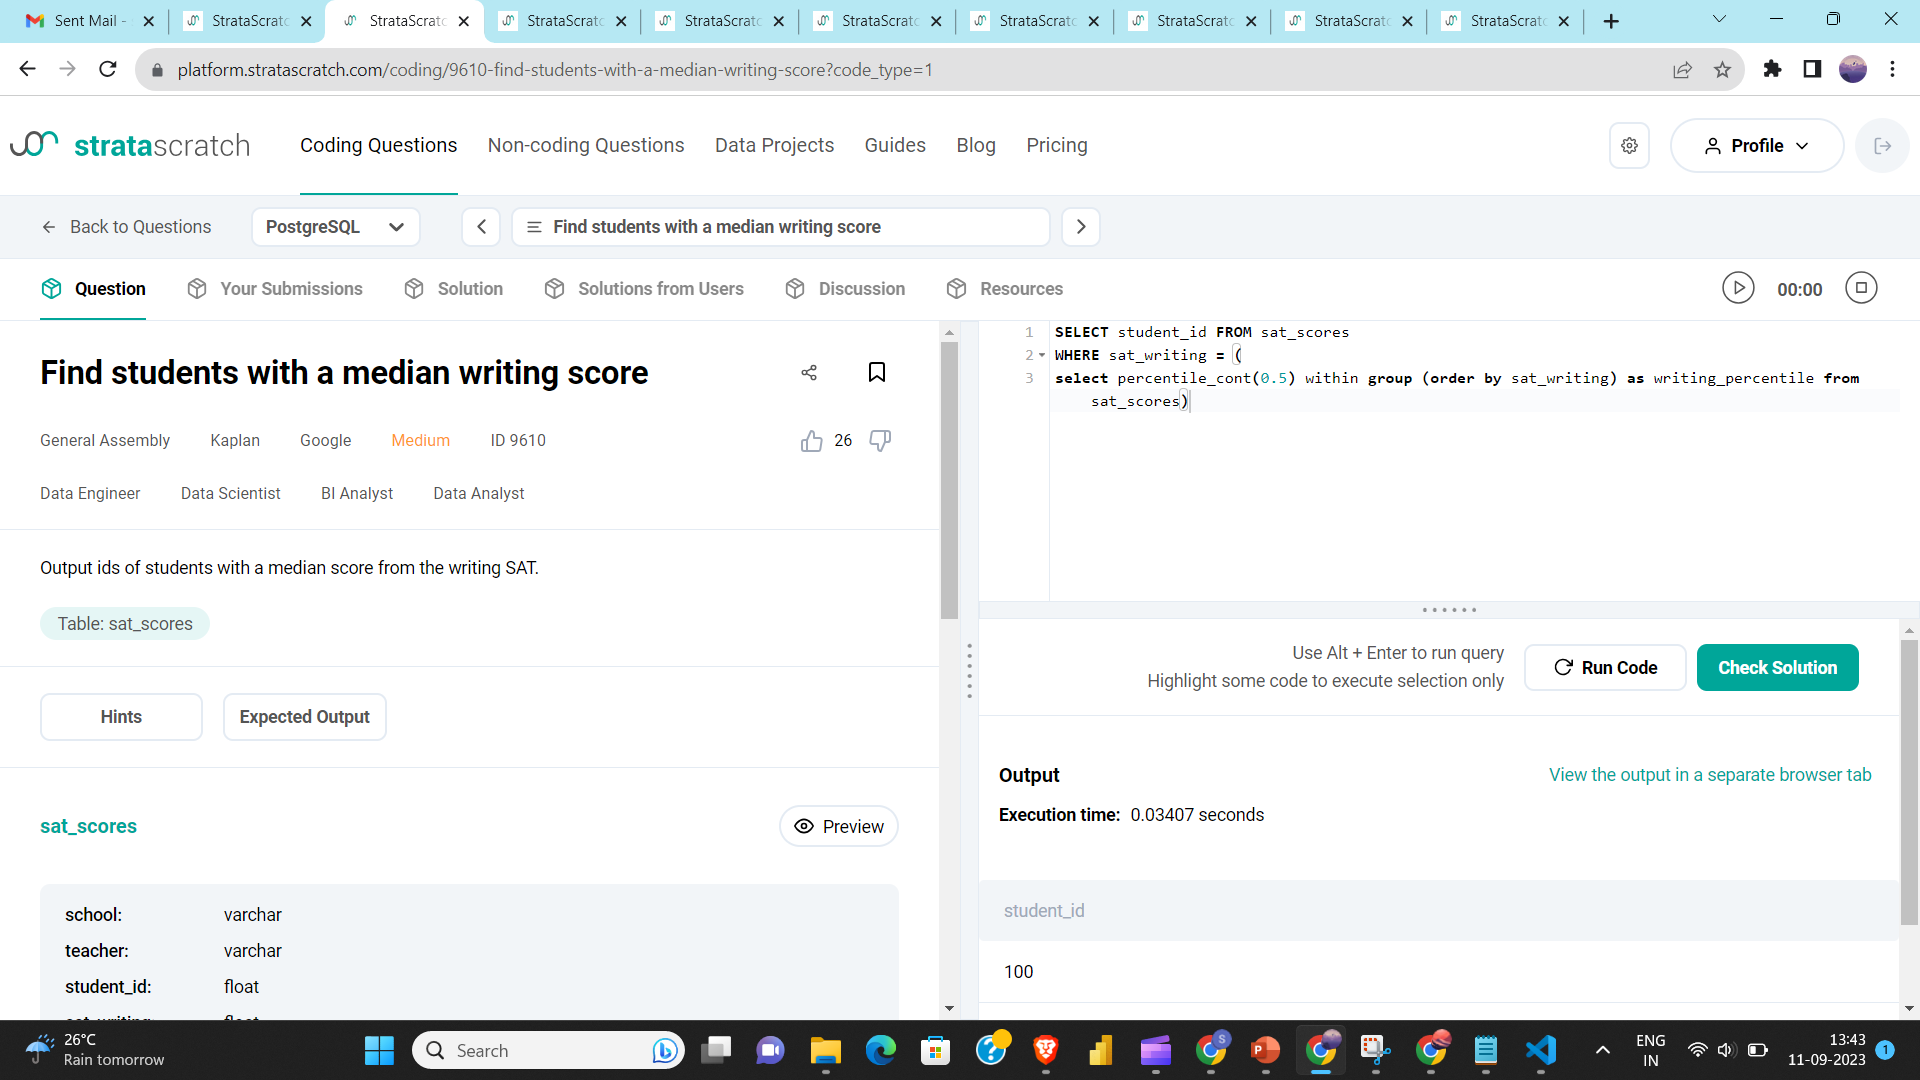 Sent Mail -
StrataScratc
StrataScratc
StrataScratc
StrataScratc
StrataScratc
StrataScratc
StrataScratc
StrataScratc
StrataScratc
platform.stratascratch.com/coding/9610-find-students-with-a-median-writing-score?code_type=1
stratascratch
Coding Questions
Non-coding Questions
Data Projects
Guides
Blog
Pricing
Profile
Back to Questions
PostgreSQL
Find students with a median writing score
Question
Your Submissions
Solution
Solutions from Users
Discussion
Resources
00:00
Find students with a median writing score
General Assembly
Kaplan
Google
Medium
ID 9610
26
Data Engineer
Data Scientist
BI Analyst
Data Analyst
Output ids of students with a median score from the writing SAT.
Table: sat_scores
Hints
Expected Output
sat_scores
Preview
school: varchar
teacher: varchar
student_id: float
sat_writing: float
1 SELECT student_id FROM sat_scores
2 WHERE sat_writing = (
3 select percentile_cont(0.5) within group (order by sat_writing) as writing_percentile from
sat_scores)
Use Alt + Enter to run query
Highlight some code to execute selection only
Run Code
Check Solution
Output
View the output in a separate browser tab
Execution time: 0.03407 seconds
student_id
100
26°C
Rain tomorrow
Search
S
ENG
IN
13:43
11-09-2023
1